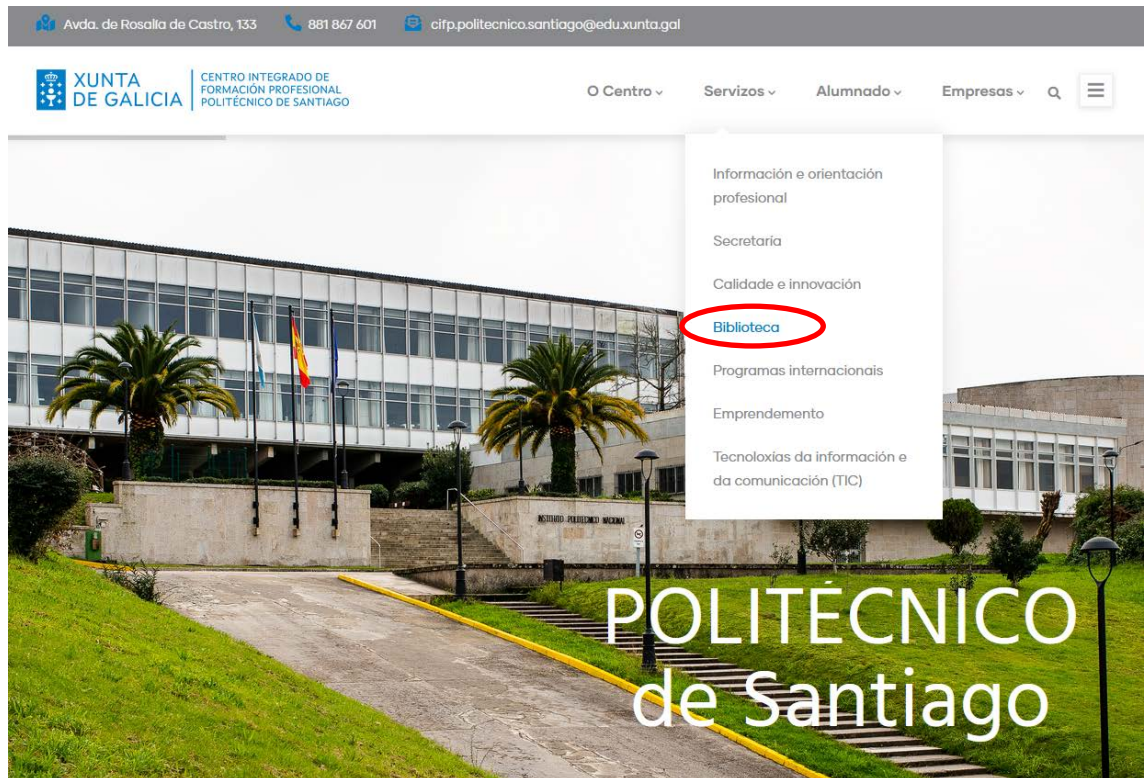 Avda. de Rosalía de Castro, 133 881 867 601 cifp.politecnico.santiago@edu.xunta.gal
XUNTA
DE GALICIA
CENTRO INTEGRADO DE
FORMACIÓN PROFESIONAL
POLITÉCNICO DE SANTIAGO
O Centro Servizos Alumnado Empresas
Información e orientación
profesional
Secretaría
Calidade e innovación
Biblioteca
Programas internacionais
Emprendemento
Tecnoloxías da información e
da comunicación (TIC)
INSTITUTO POLITECNICO NACIONAL
POLITÉCNICO
de Santiago